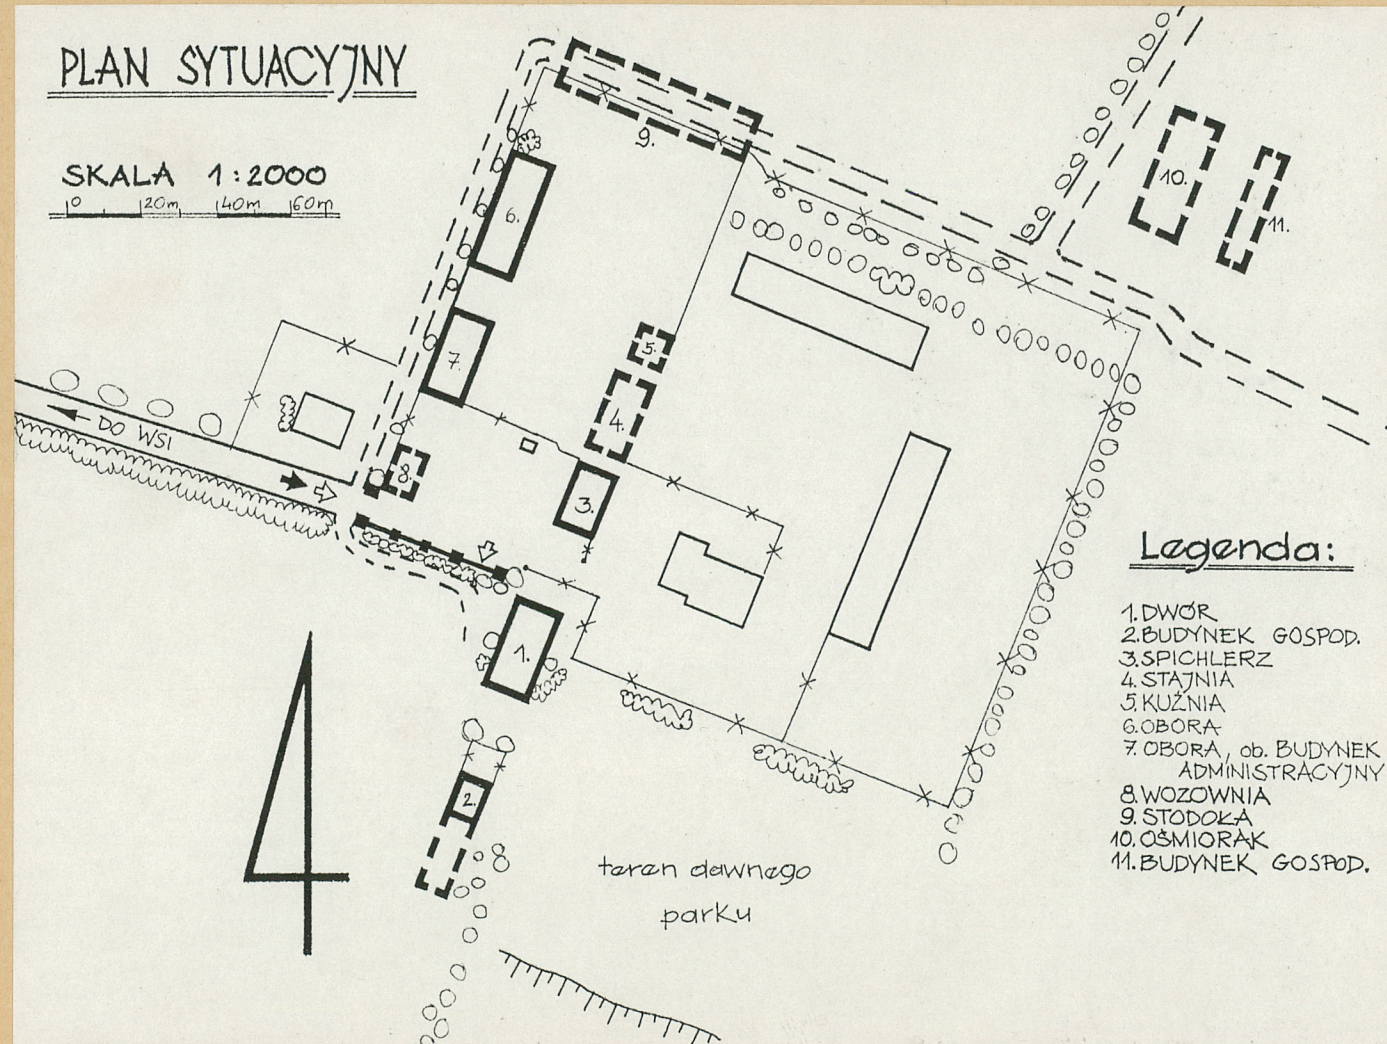 PLAN SYTUACYJNY
SKALA 1:2000
0 20m 40m 60m
9.
10.
11.
6.
5.
7.
4.
DO WSI
8.
3.
1.
2.
teren dawnego
parku
Legenda:
1. DWÓR
2. BUDYNEK GOSPOD.
3. SPICHLERZ
4. STAJNIA
5. KUŹNIA
6. OBORA
7. OBORA, ob. BUDYNEK
ADMINISTRACYJNY
8. WOZOWNIA
9. STODOŁA
10. OŚMIORAK
11. BUDYNEK GOSPOD.